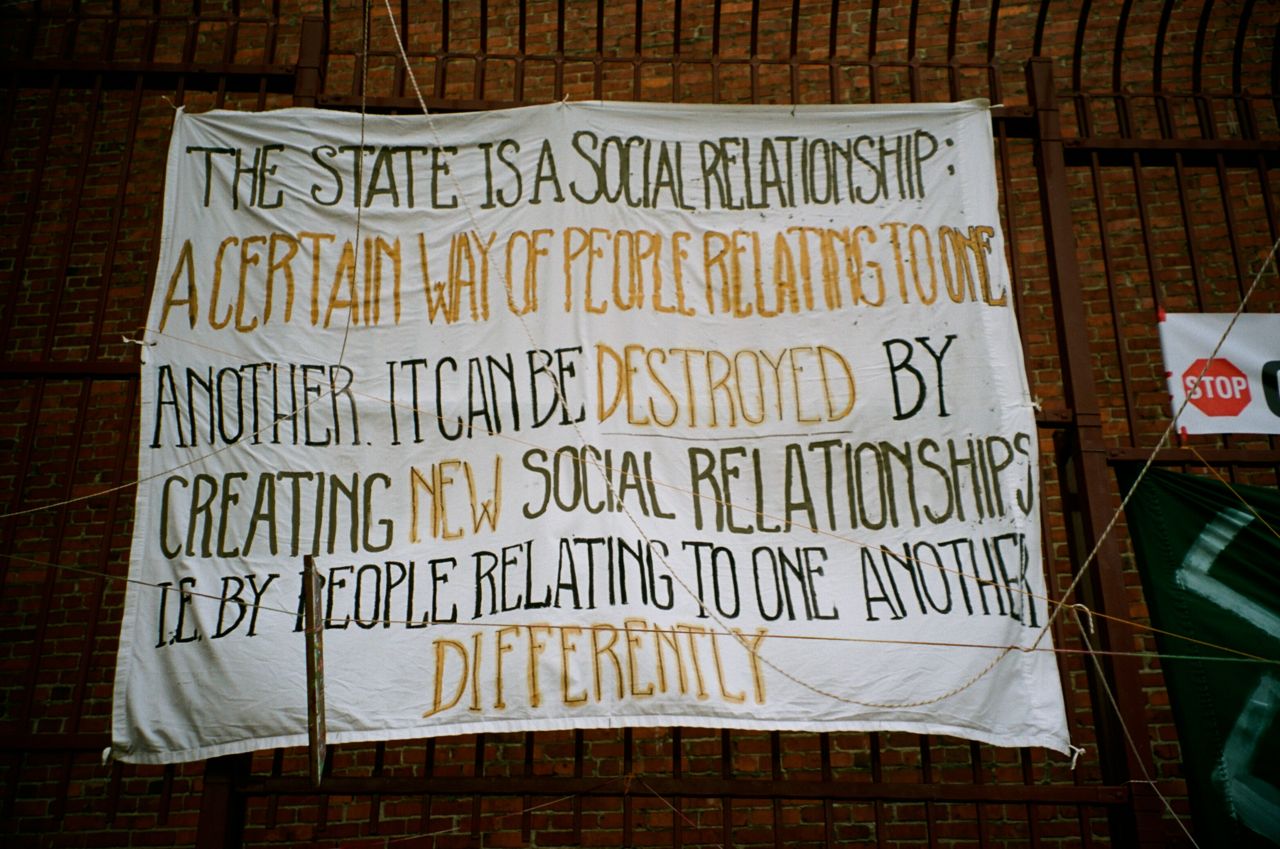 THE STATE IS A SOCIAL RELATIONSHIP;
A CERTAIN WAY OF PEOPLE RELATING TO ONE
ANOTHER. IT CAN BE DESTROYED BY
CREATING NEW SOCIAL RELATIONSHIPS
I.E. BY PEOPLE RELATING TO ONE ANOTHER
DIFFERENTLY
STOP